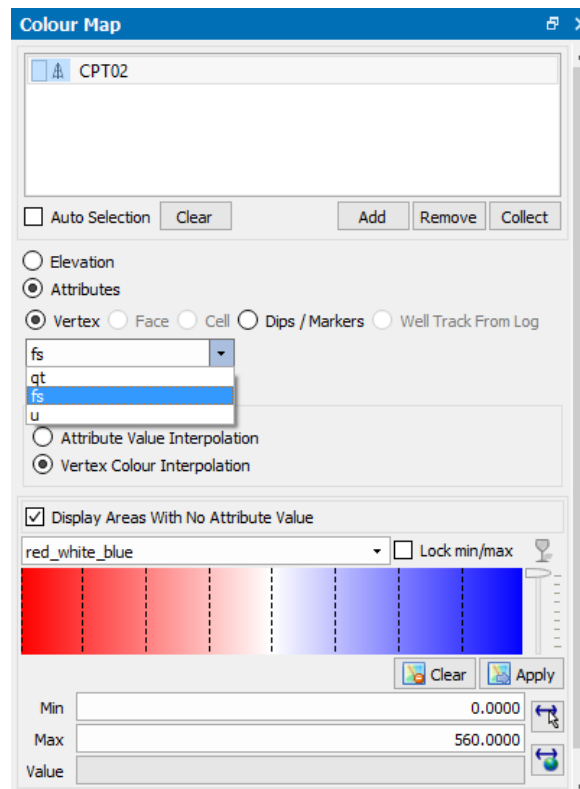 Colour Map
CPT02
Auto Selection Clear Add Remove Collect
Elevation
Attributes
Vertex Face Cell Dips / Markers Well Track From Log
fs
qt
fs
u
Attribute Value Interpolation
Vertex Colour Interpolation
Display Areas With No Attribute Value
red_white_blue Lock min/max
Clear Apply
Min 0.0000
Max 560.0000
Value